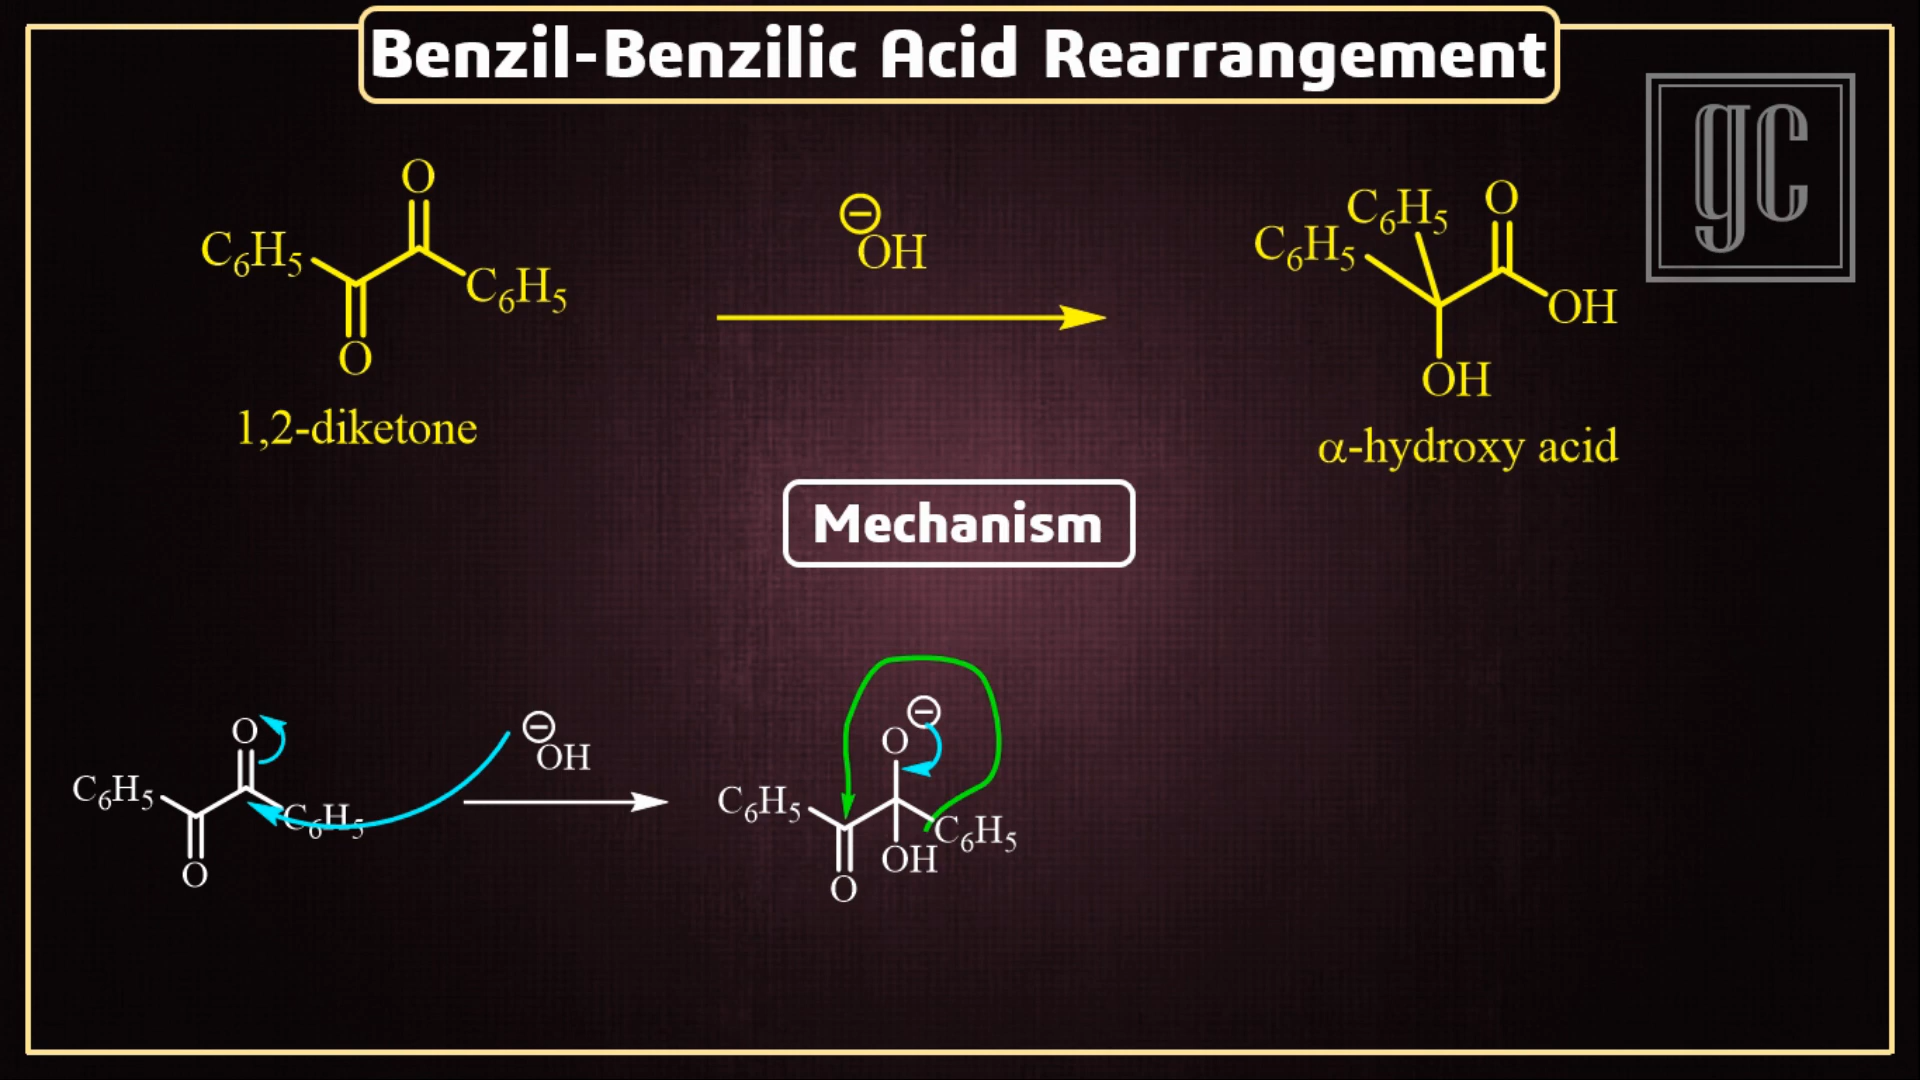 Benzil-Benzilic Acid Rearrangement
gc
O
C₆H₅
C₆H₅
O
1,2-diketone
⊖
OH
C₆H₅
O
C₆H₅
OH
OH
α-hydroxy acid
Mechanism
O
C₆H₅
C₆H₅
O
⊖
OH
⊖
O
C₆H₅
C₆H₅
OH
O